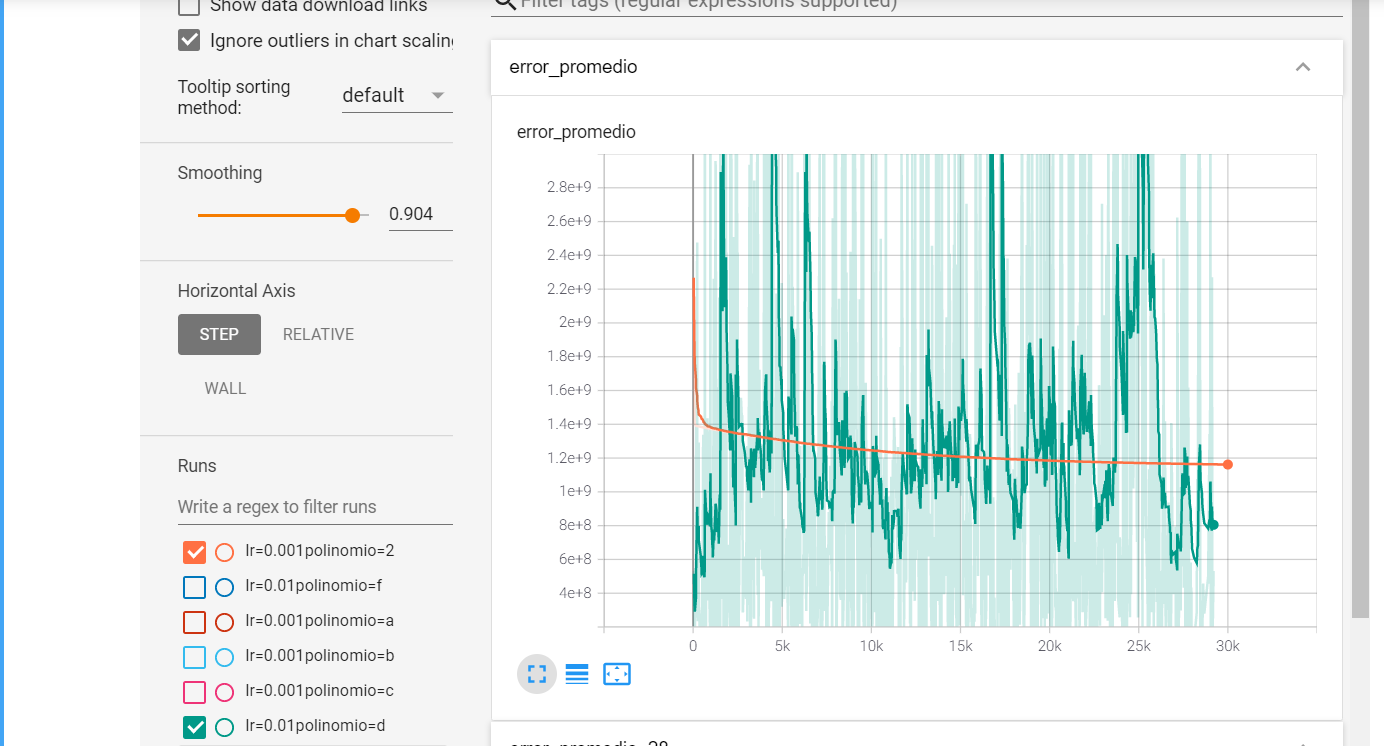 Show data download links
Ignore outliers in chart scaling
Tooltip sorting
method:
default
Smoothing
0.904
Horizontal Axis
STEP
RELATIVE
WALL
Runs
Write a regex to filter runs
lr=0.001polinomio=2
lr=0.01polinomio=f
lr=0.001polinomio=a
lr=0.001polinomio=b
lr=0.001polinomio=c
lr=0.01polinomio=d
Filter tags (regular expressions supported)
error_promedio
error_promedio
2.8e+9
2.6e+9
2.4e+9
2.2e+9
2e+9
1.8e+9
1.6e+9
1.4e+9
1.2e+9
1e+9
8e+8
6e+8
4e+8
0
5k
10k
15k
20k
25k
30k
error_promedio_28